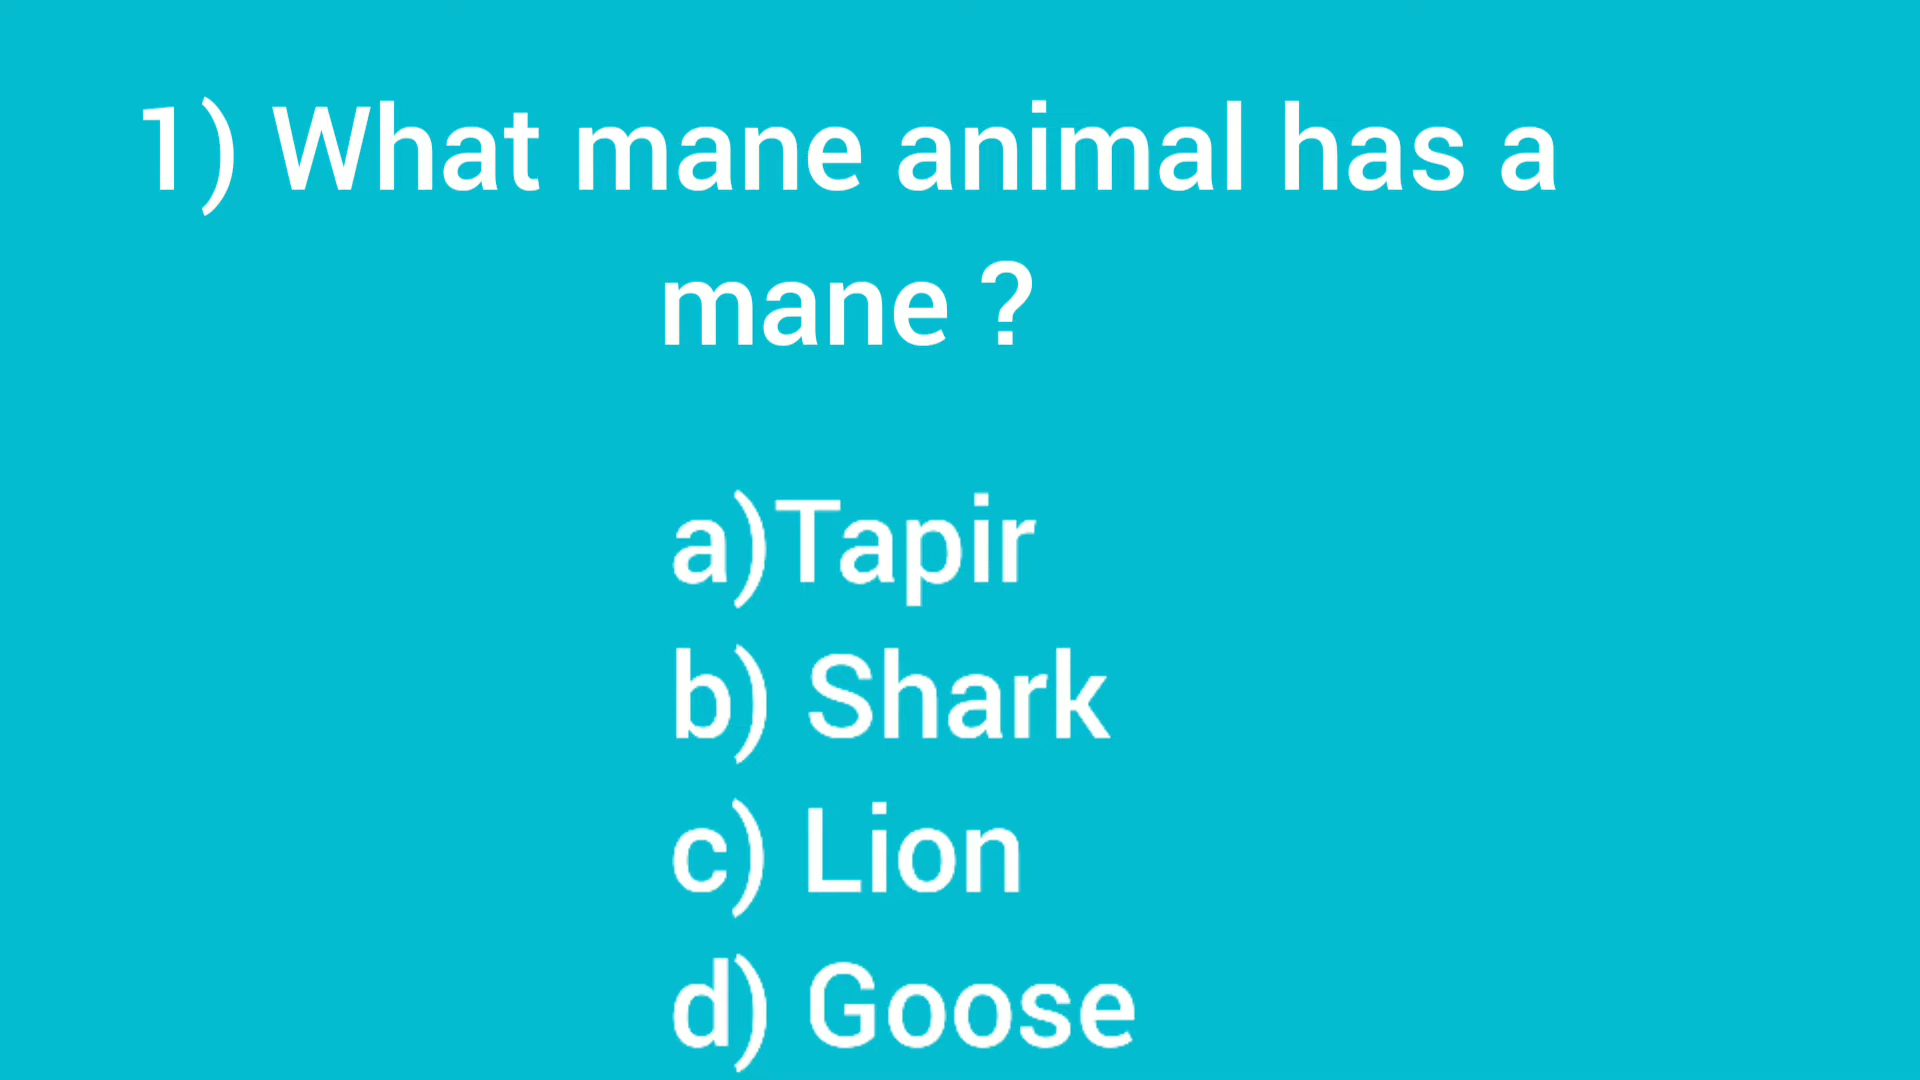 1) What mane animal has a
mane ?
a)Tapir
b) Shark
c) Lion
d) Goose